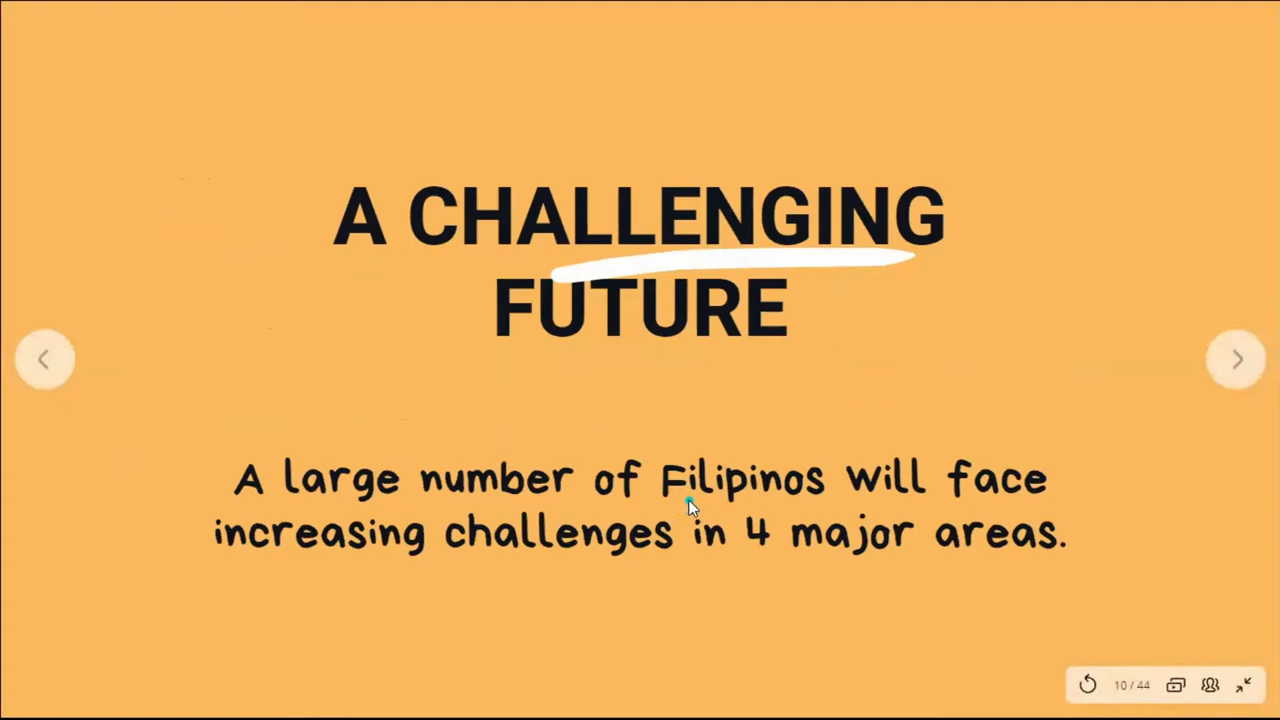 A CHALLENGING
FUTURE
A large number of Filipinos will face
increasing challenges in 4 major areas.
10 / 44